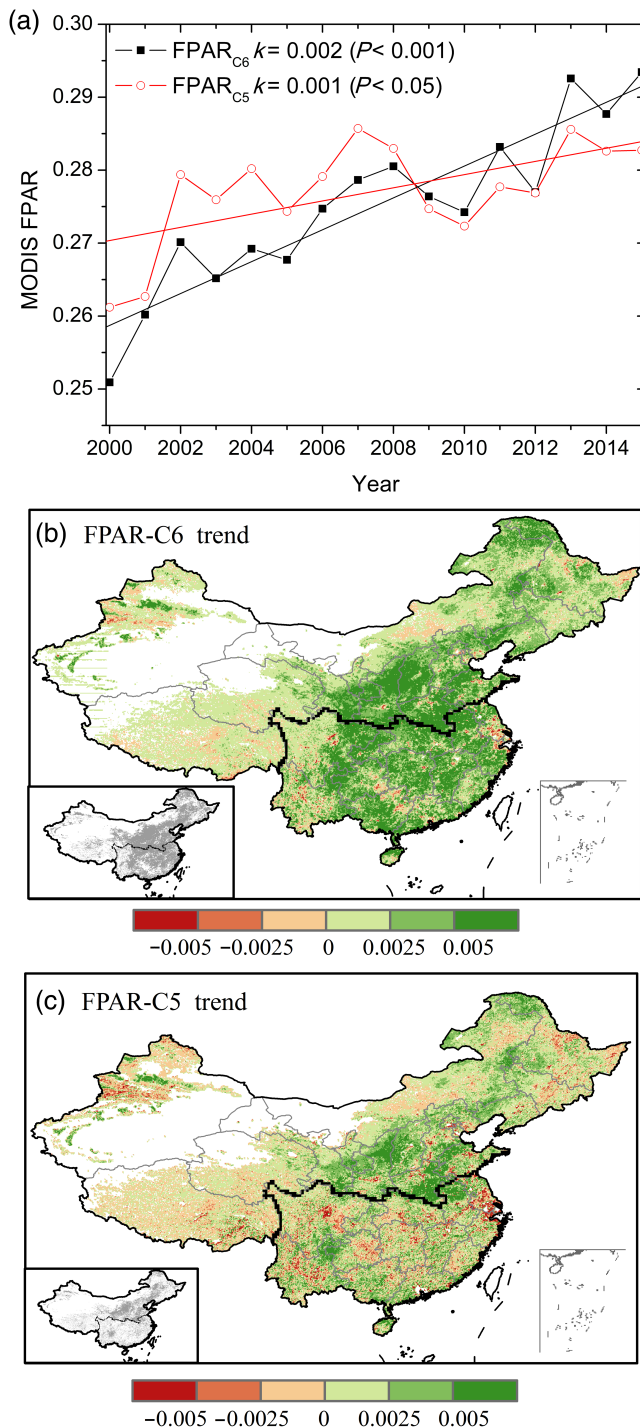 (a)
0.30
0.29
0.28
0.27
0.26
0.25
MODIS FPAR
FPAR_C6 k = 0.002 (P < 0.001)
FPAR_C5 k = 0.001 (P < 0.05)
2000 2002 2004 2006 2008 2010 2012 2014
Year
(b) FPAR-C6 trend
−0.005 −0.0025 0 0.0025 0.005
(c) FPAR-C5 trend
−0.005 −0.0025 0 0.0025 0.005